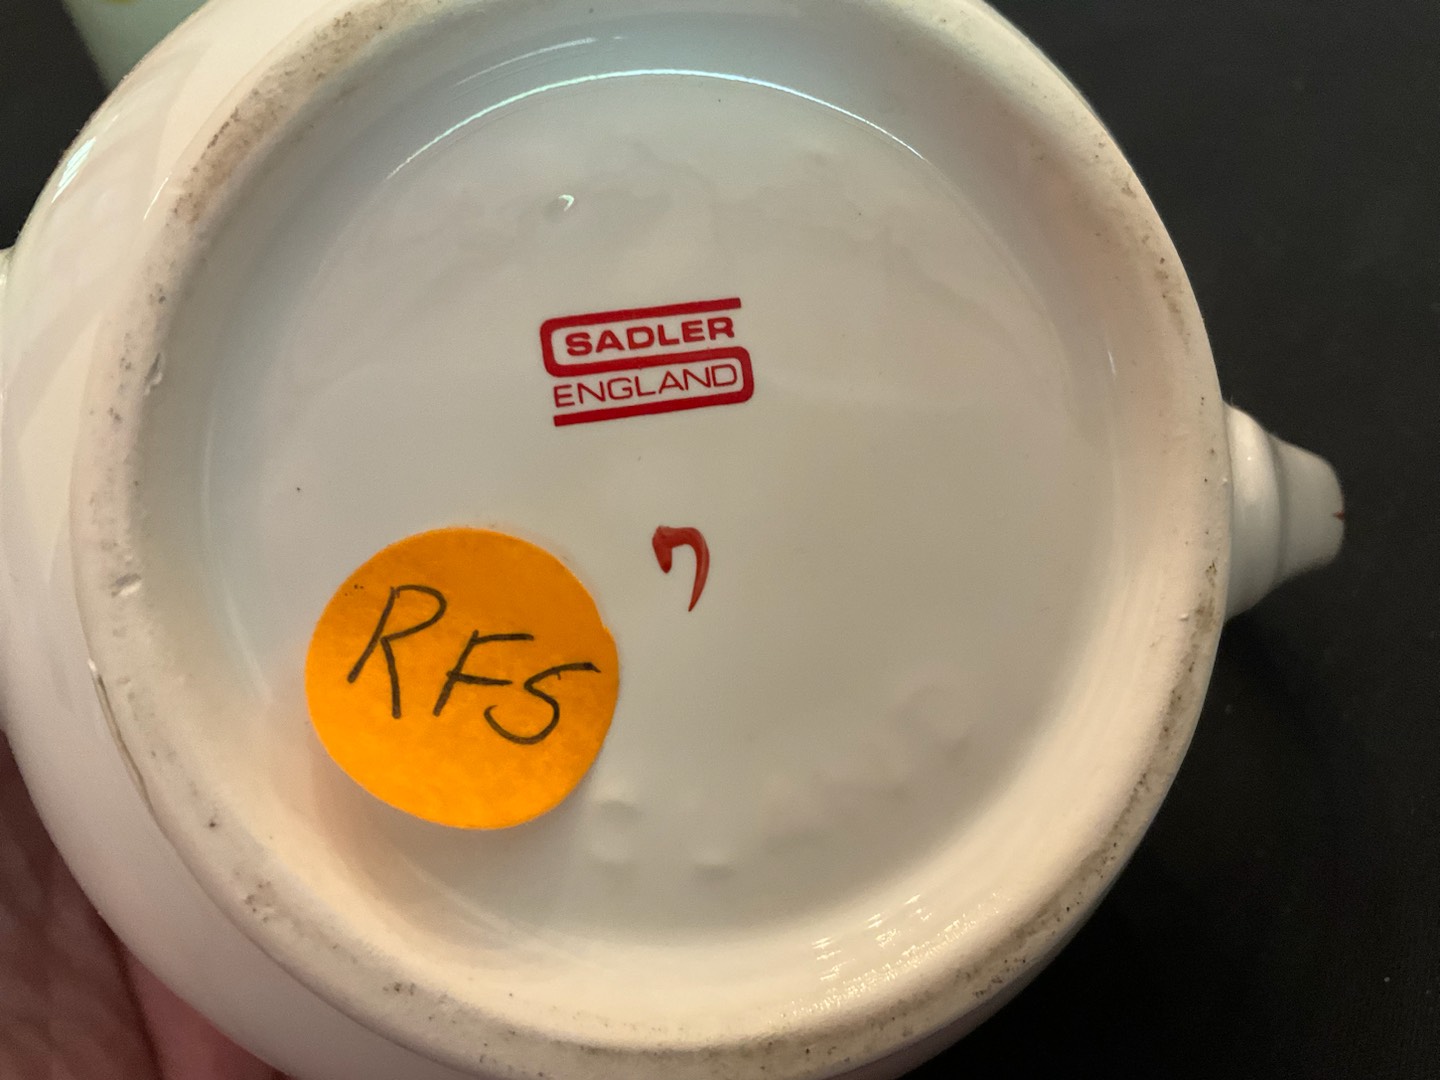 SADLER
ENGLAND
7
RFS